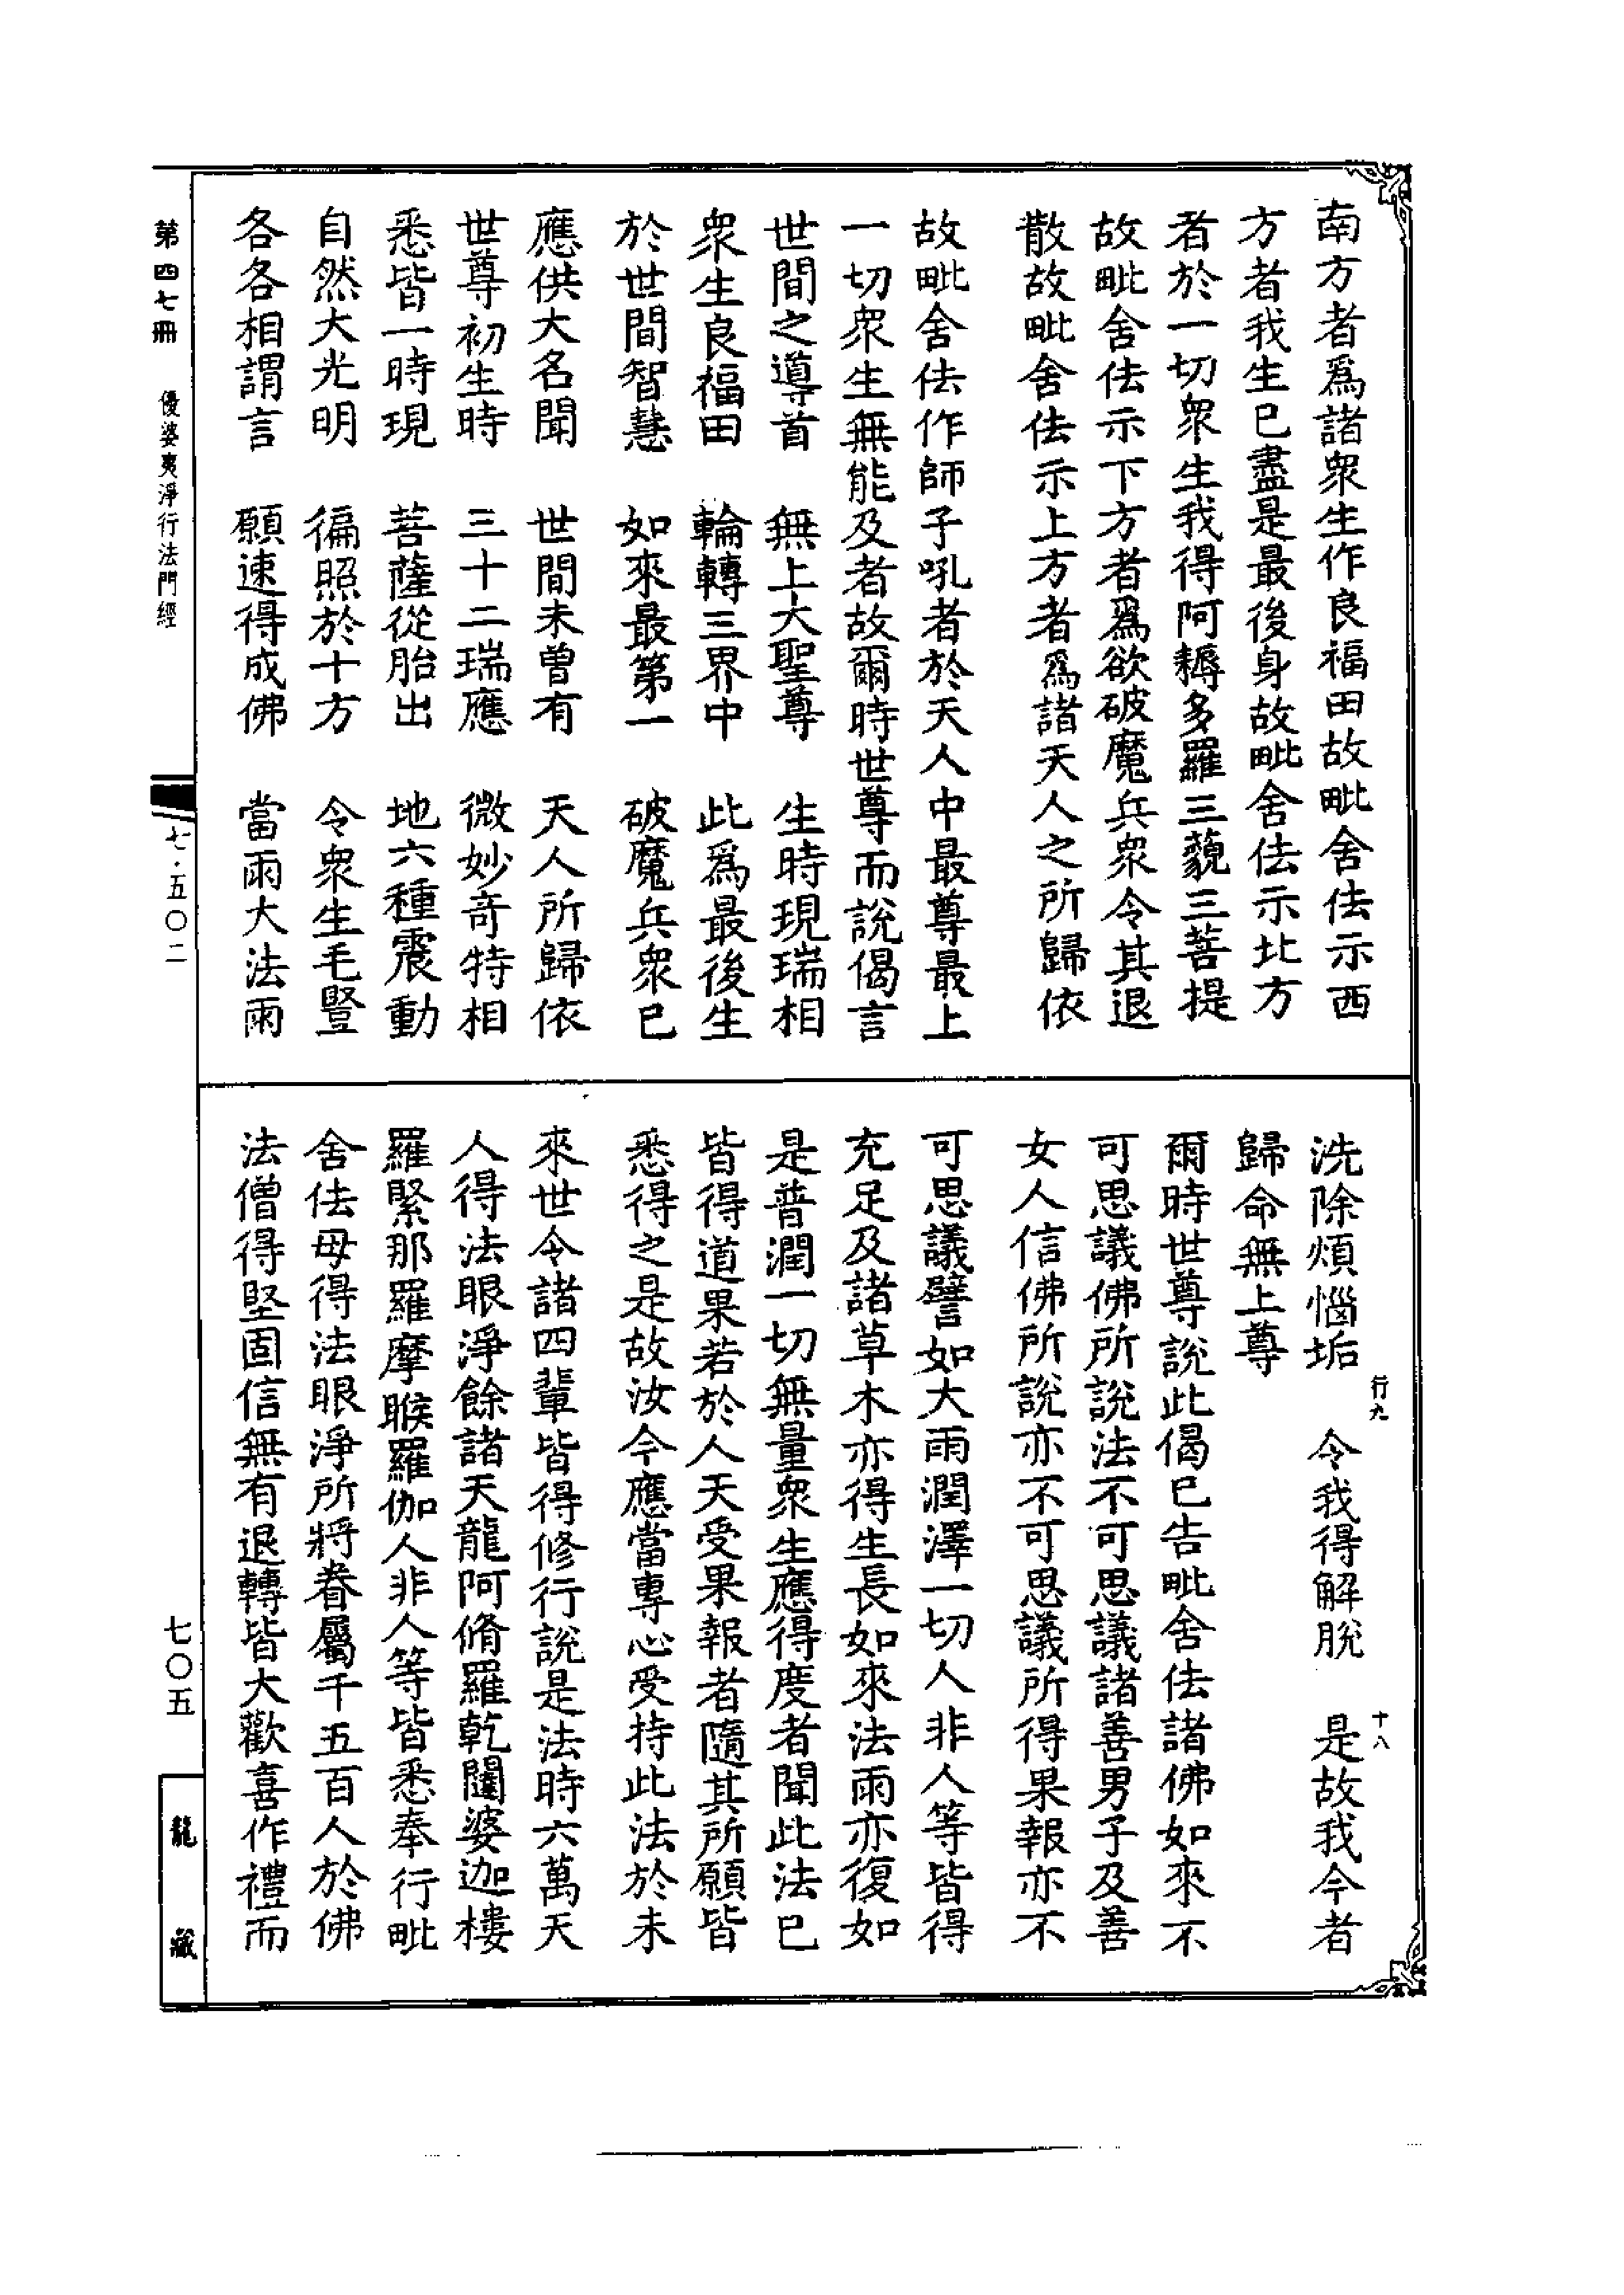 南方者爲諸衆生作良福田故毗舍佉示西
方者我生已盡是最後身故毗舍佉示北方
者於一切衆生我得阿耨多羅三藐三菩提
故毗舍佉示下方者爲欲破魔兵衆令其退
散故毗舍佉示上方者爲諸天人之所歸依
故毗舍佉作師子吼者於天人中最尊最上
一切衆生無能及者故爾時世尊而說偈言
世間之導首　無上大聖尊　生時現瑞相
衆生良福田　輪轉三界中　此爲最後生
於世間智慧　如來最第一　破魔兵衆已
應供大名聞　世間未曾有　天人所歸依
世尊初生時　三十二瑞應　微妙奇特相
悉皆一時現　菩薩從胎出　地六種震動
自然大光明　徧照於十方　令衆生毛豎
各各相謂言　願速得成佛　當雨大法雨
行九　十八
洗除煩惱垢　令我得解脫　是故我今者
歸命無上尊
爾時世尊說此偈已告毗舍佉諸佛如來不
可思議佛所說法不可思議諸善男子及善
女人信佛所說亦不可思議所得果報亦不
可思議譬如大雨潤澤一切人非人等皆得
充足及諸草木亦得生長如來法雨亦復如
是普潤一切無量衆生應得度者聞此法已
皆得道果若於人天受果報者隨其所願皆
悉得之是故汝今應當專心受持此法於未
來世令諸四輩皆得修行說是法時六萬天
人得法眼淨餘諸天龍阿脩羅乾闥婆迦樓
羅緊那羅摩睺羅伽人非人等皆悉奉行毗
舍佉母得法眼淨所將眷屬千五百人於佛
法僧得堅固信無有退轉皆大歡喜作禮而
第四七冊　優婆夷淨行法門經
七·五〇二
七〇五
龍藏